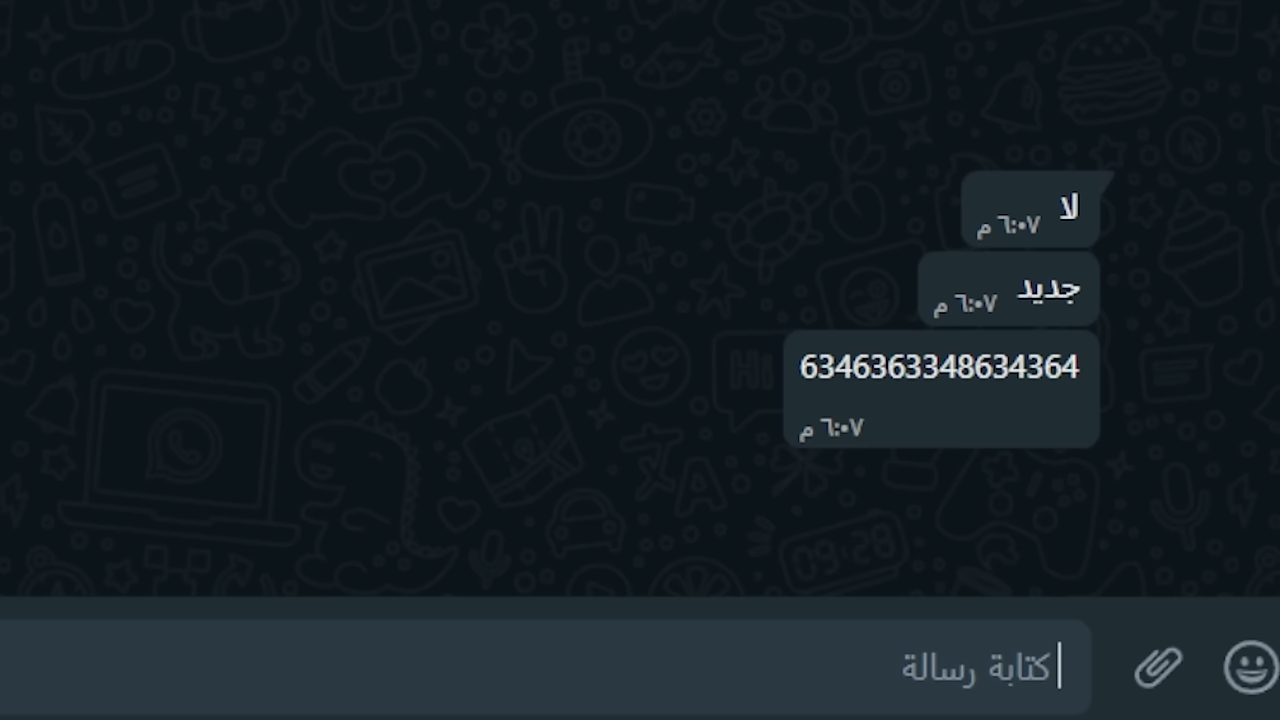 لا
٦:٠٧ م
جديد
٦:٠٧ م
6346363348634364
٦:٠٧ م
كتابة رسالة